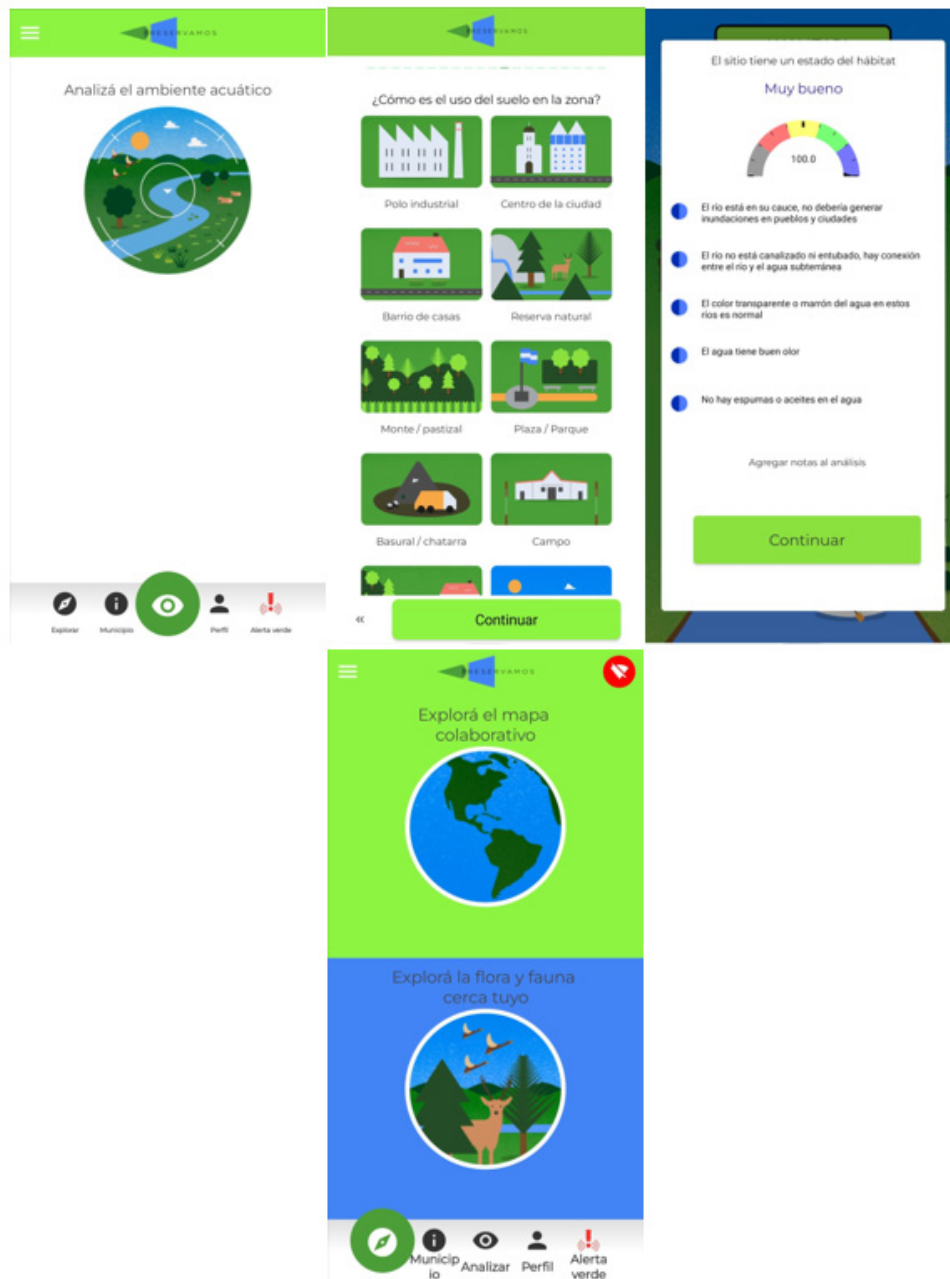 PRESERVAMOS
Analizá el ambiente acuático
Explorar
Municipio
Perfil
Alerta verde
PRESERVAMOS
¿Cómo es el uso del suelo en la zona?
Polo industrial
Centro de la ciudad
Barrio de casas
Reserva natural
Monte / pastizal
Plaza / Parque
Basural / chatarra
Campo
«
Continuar
El sitio tiene un estado del hábitat
Muy bueno
100.0
El río está en su cauce, no debería generar
inundaciones en pueblos y ciudades
El río no está canalizado ni entubado, hay conexión
entre el río y el agua subterránea
El color transparente o marrón del agua en estos
ríos es normal
El agua tiene buen olor
No hay espumas o aceites en el agua
Agregar notas al análisis
Continuar
PRESERVAMOS
Explorá el mapa
colaborativo
Explorá la flora y fauna
cerca tuyo
Municip
io
Analizar
Perfil
Alerta
verde